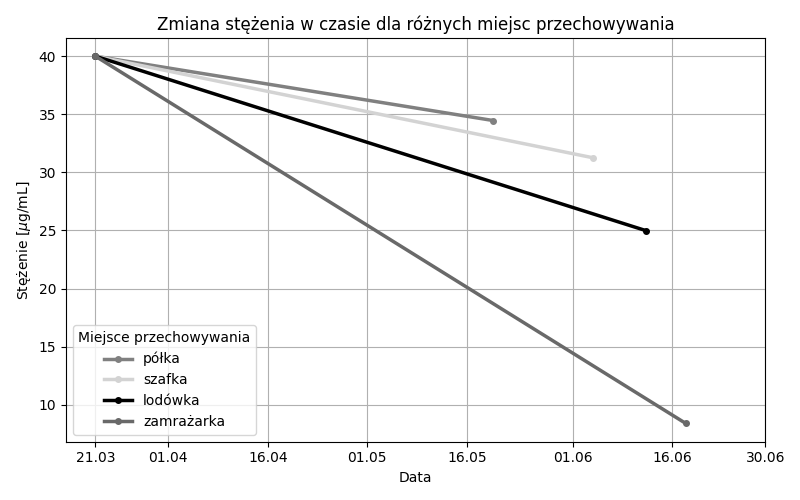 Zmiana stężenia w czasie dla różnych miejsc przechowywania
Stężenie [μg/mL]
40
35
30
25
20
15
10
Miejsce przechowywania
półka
szafka
lodówka
zamrażarka
21.03 01.04 16.04 01.05 16.05 01.06 16.06 30.06
Data